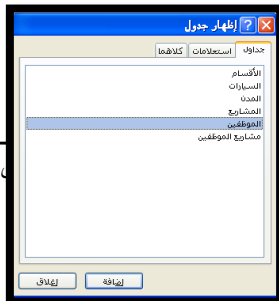 إظهار جدول
جداول استعلامات كلاهما
الأقسام
السيارات
المدن
المشاريع
الموظفين
مشاريع الموظفين
إضافة إغلاق